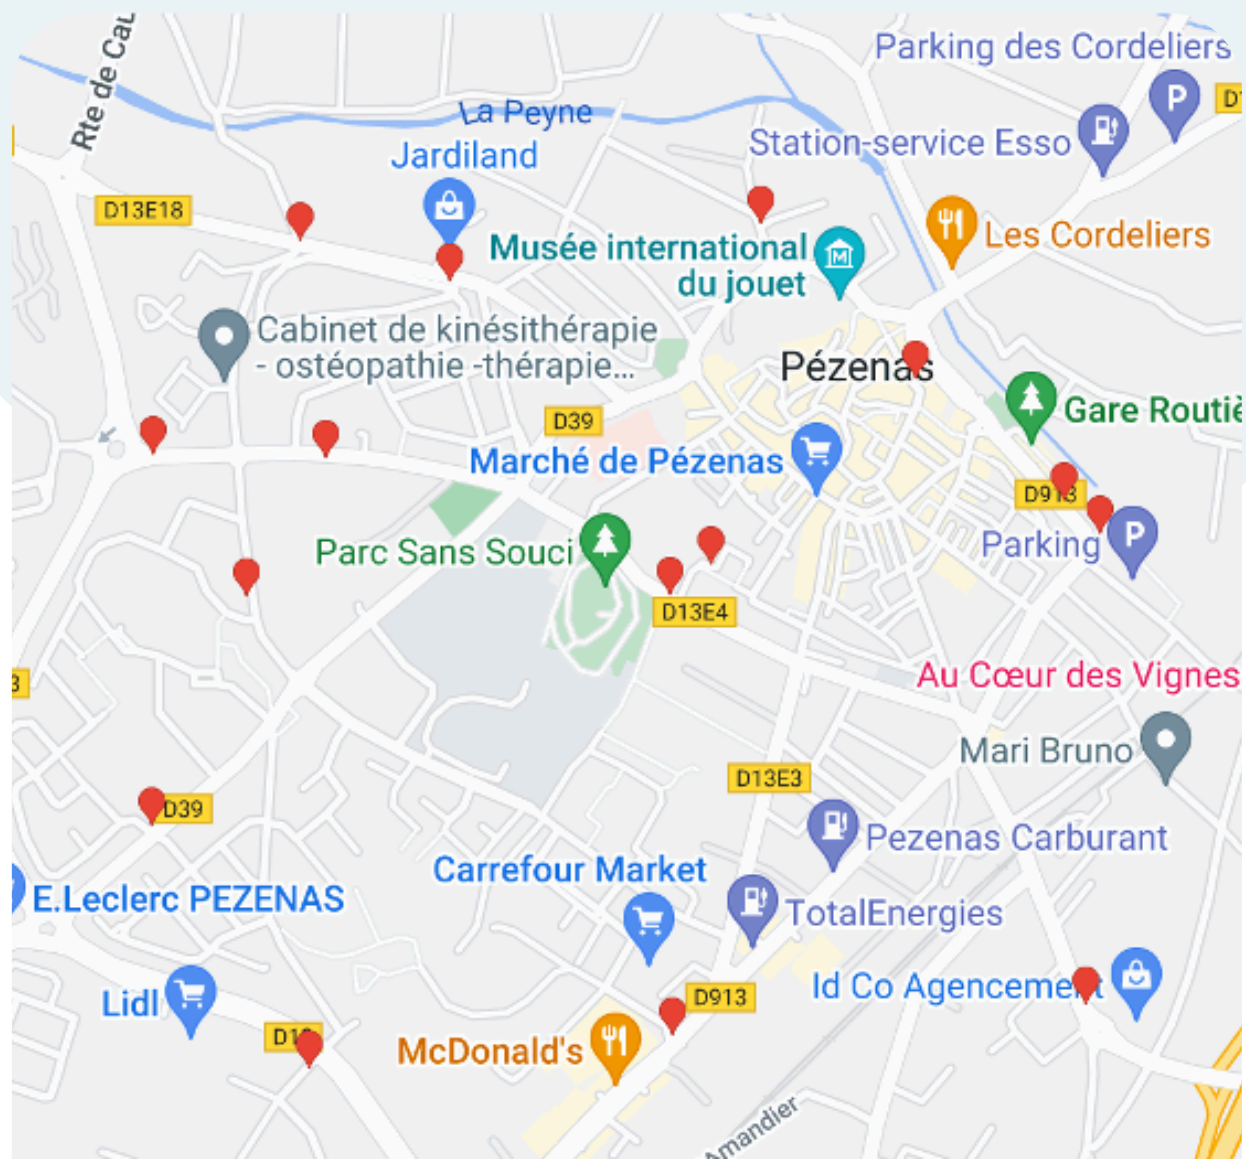 Rte de Cau
Parking des Cordeliers
P
La Peyne
Station-service Esso
Jardiland
D13E18
Les Cordeliers
Musée international
du jouet
M
Cabinet de kinésithérapie
- ostéopathie -thérapie...
Pézenas
D39
Gare Routiè
Marché de Pézenas
D913
Parc Sans Souci
Parking
P
D13E4
Au Cœur des Vignes
Mari Bruno
D13E3
D39
Pezenas Carburant
Carrefour Market
E.Leclerc PEZENAS
TotalEnergies
Lidl
Id Co Agencement
D913
McDonald's
Amandier